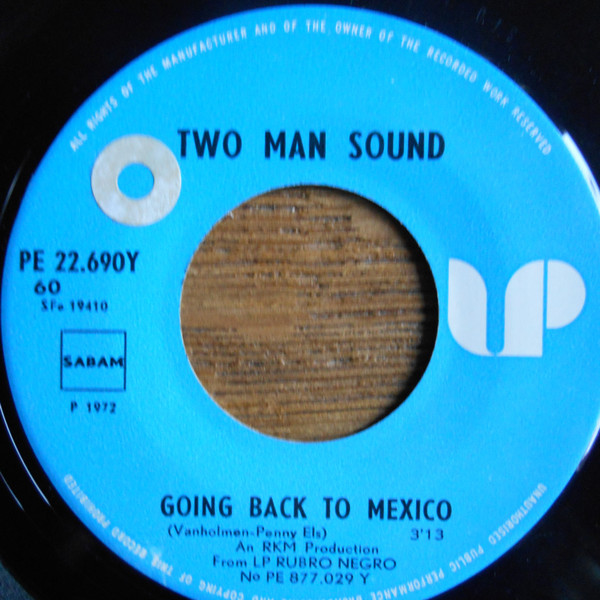 ALL RIGHTS OF THE MANUFACTURER AND OF THE OWNER OF THE RECORDED WORK RESERVED
TWO MAN SOUND
PE 22.690Y
60
SFe 19410
UP
SABAM
P 1972
GOING BACK TO MEXICO
(Vanholmen-Penny Els) 3'13
An RKM Production
From LP RUBRO NEGRO
No PE 877.029 Y
UNAUTHORISED PUBLIC PERFORMANCE
AND COPYING OF THIS RECORD PROHIBITED